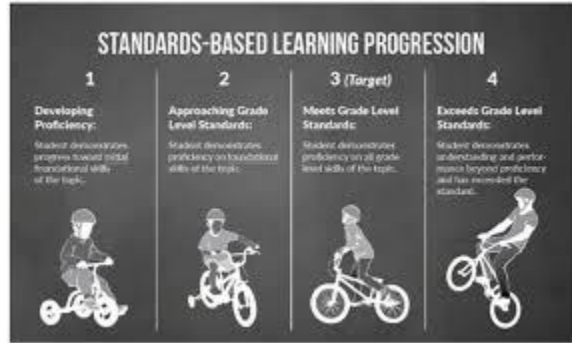 STANDARDS-BASED LEARNING PROGRESSION
1
Developing
Proficiency:
Student demonstrates
progress toward initial
foundational skills
of the topic.
2
Approaching Grade
Level Standards:
Student demonstrates
proficiency on foundational
skills of the topic.
3 (Target)
Meets Grade Level
Standards:
Student demonstrates
proficiency on all grade
level skills of the topic.
4
Exceeds Grade Level
Standards:
Student demonstrates
understanding and perfor-
mance beyond proficiency
and has exceeded the
standard.